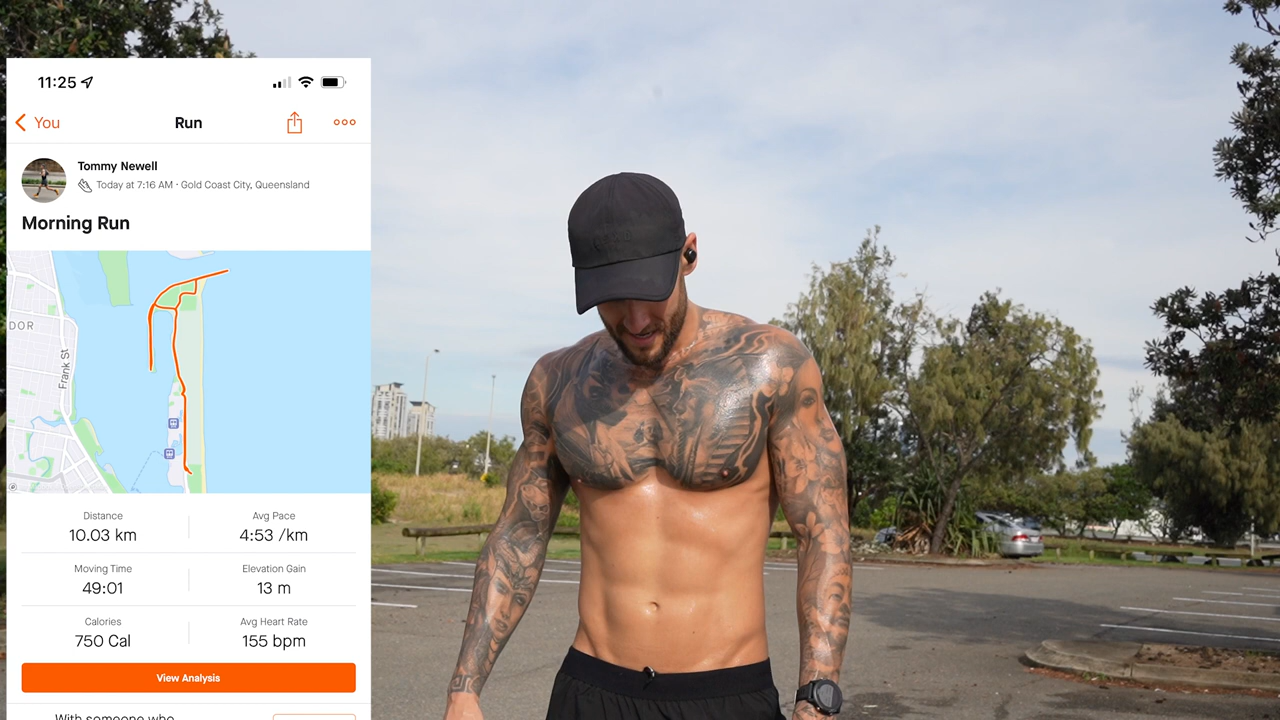 11:25
You
Run
Tommy Newell
Today at 7:16 AM · Gold Coast City, Queensland
Morning Run
DOR
Frank St
Distance
Avg Pace
10.03 km
4:53 /km
Moving Time
Elevation Gain
49:01
13 m
Calories
Avg Heart Rate
750 Cal
155 bpm
View Analysis
With someone who